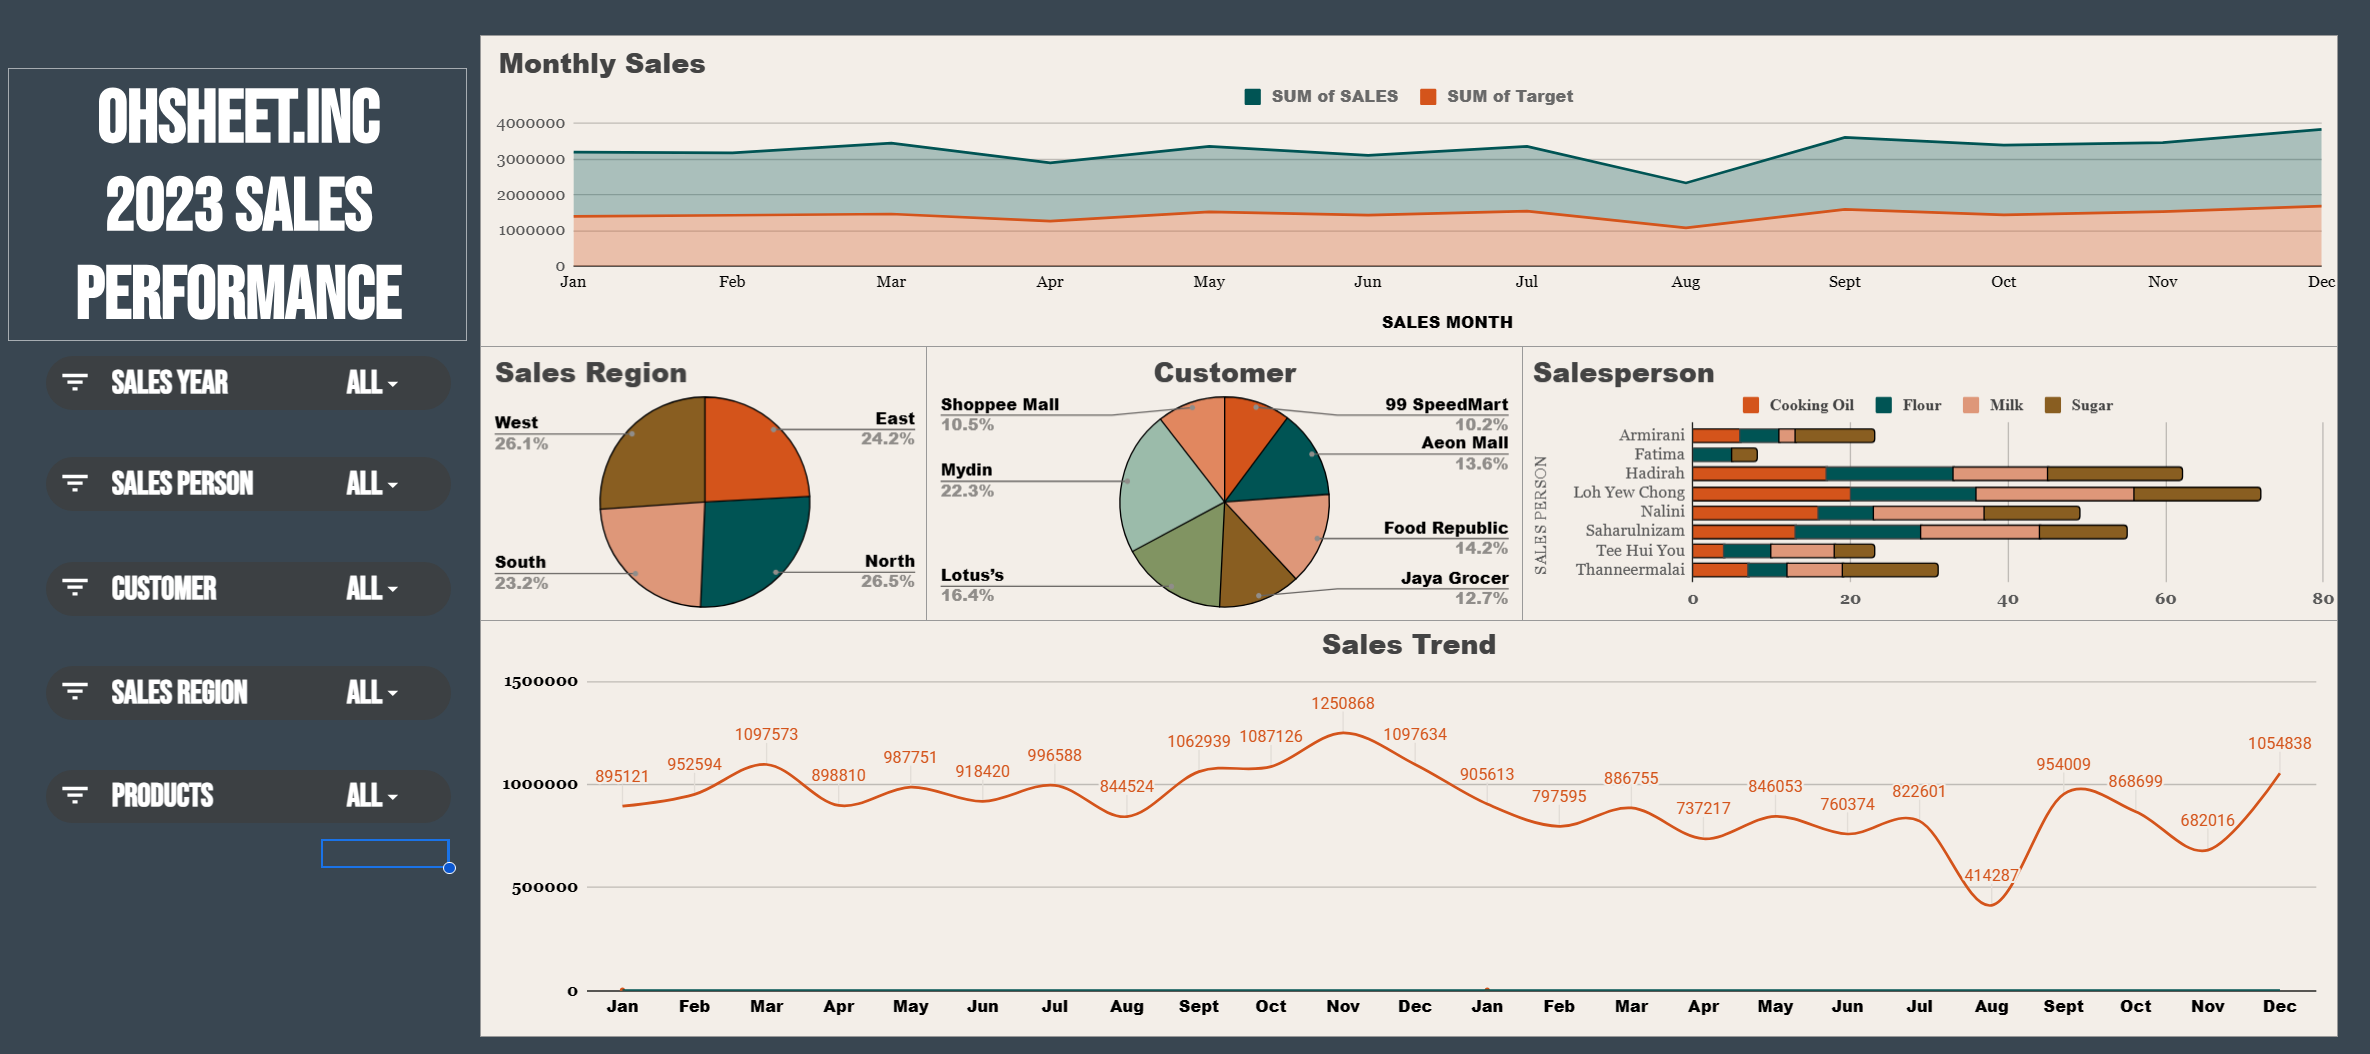 OHSHEET.INC
2023 SALES
PERFORMANCE
SALES YEAR ALL
SALES PERSON ALL
CUSTOMER ALL
SALES REGION ALL
PRODUCTS ALL
Monthly Sales
SUM of SALES SUM of Target
4000000
3000000
2000000
1000000
0
Jan Feb Mar Apr May Jun Jul Aug Sept Oct Nov Dec
SALES MONTH
Sales Region
West
26.1%
East
24.2%
South
23.2%
North
26.5%
Customer
Shoppee Mall
10.5%
Mydin
22.3%
Lotus's
16.4%
99 SpeedMart
10.2%
Aeon Mall
13.6%
Food Republic
14.2%
Jaya Grocer
12.7%
Salesperson
Cooking Oil Flour Milk Sugar
SALES PERSON
Armirani
Fatima
Hadirah
Loh Yew Chong
Nalini
Saharulnizam
Tee Hui You
Thanneermalai
0 20 40 60 80
Sales Trend
1500000
1000000
500000
0
895121 952594 1097573 898810 987751 918420 996588 844524 1062939 1087126 1250868 1097634 905613 797595 886755 737217 846053 760374 822601 414287 954009 868699 682016 1054838
Jan Feb Mar Apr May Jun Jul Aug Sept Oct Nov Dec Jan Feb Mar Apr May Jun Jul Aug Sept Oct Nov Dec